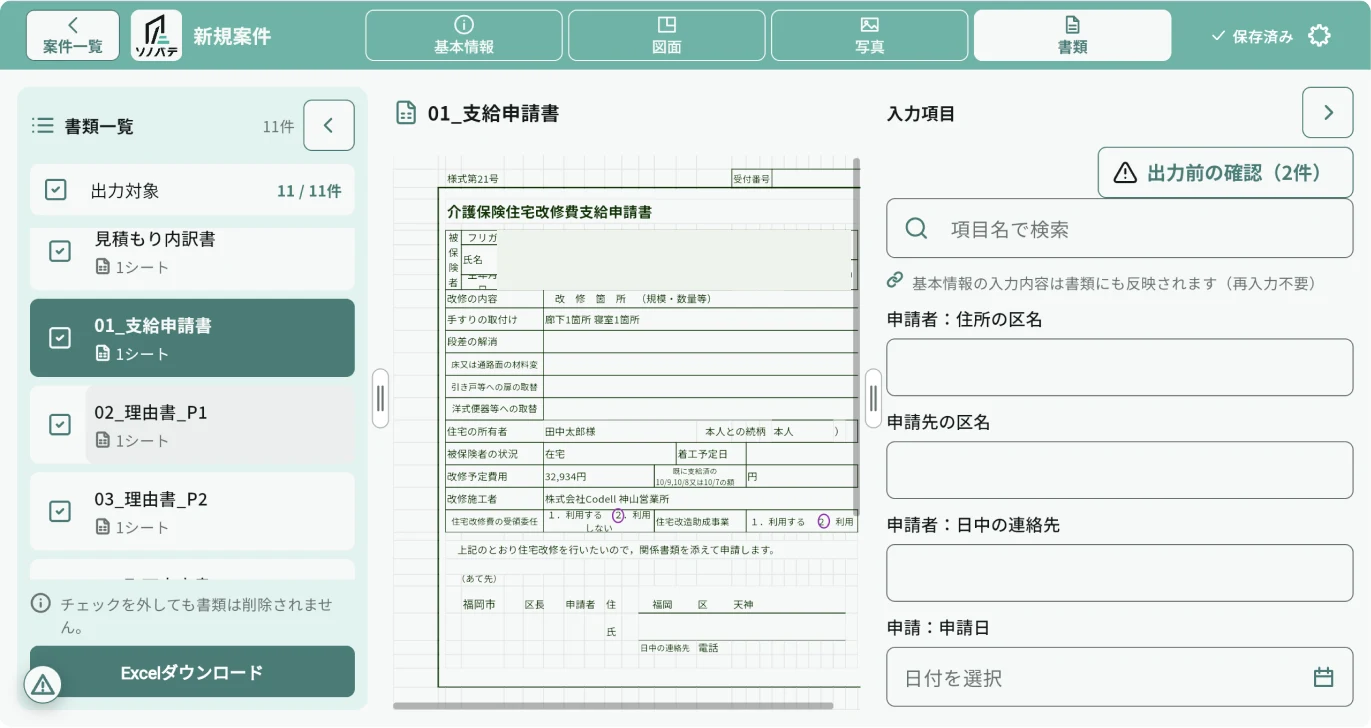 案件一覧
ソノバデ
新規案件
基本情報
図面
写真
書類
保存済み
書類一覧
11件
出力対象
11 / 11件
見積もり内訳書
1シート
01_支給申請書
1シート
02_理由書_P1
1シート
03_理由書_P2
1シート
チェックを外しても書類は削除されませ
ん。
Excelダウンロード
01_支給申請書
様式第21号
受付番号
介護保険住宅改修費支給申請書
被保険者
フリガ
氏名
改修の内容
改 修 箇 所 （規模・数量等）
手すりの取付け
廊下1箇所 寝室1箇所
段差の解消
床又は通路面の材料変
引き戸等への扉の取替
洋式便器等への取替
住宅の所有者
田中太郎様
本人との続柄 本人 ）
被保険者の状況
在宅
着工予定日
改修予定費用
32,934円
既に支給済の
10/9,10/8又は10/7の額
円
改修施工者
株式会社Codell 神山営業所
住宅改修費の受領委任
1．利用する 2．利用
しない
住宅改造助成事業
1．利用する 2 利用
上記のとおり住宅改修を行いたいので，関係書類を添えて申請します。
（あて先）
福岡市 区長 申請者 住 福岡 区 天神
氏
日中の連絡先 電話
入力項目
出力前の確認（2件）
項目名で検索
基本情報の入力内容は書類にも反映されます（再入力不要）
申請者：住所の区名
申請先の区名
申請者：日中の連絡先
申請：申請日
日付を選択